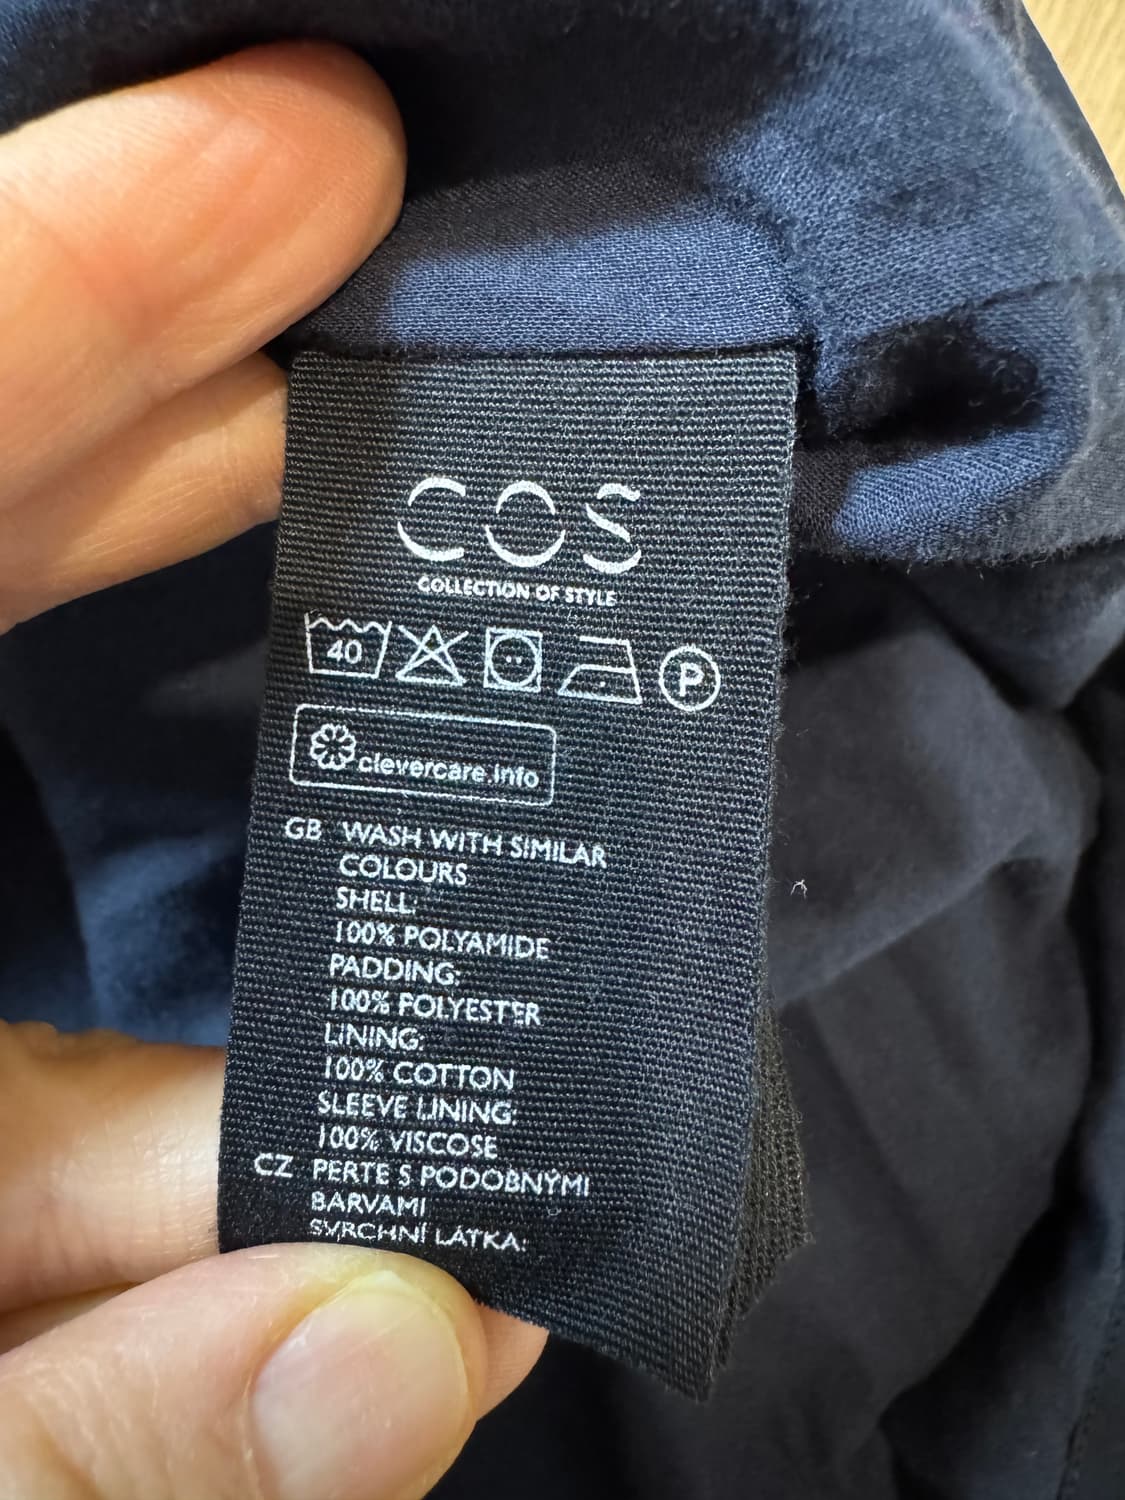 COS
COLLECTION OF STYLE
40
P
clevercare.info
GB WASH WITH SIMILAR
COLOURS
SHELL:
100% POLYAMIDE
PADDING:
100% POLYESTER
LINING:
100% COTTON
SLEEVE LINING:
100% VISCOSE
CZ PERTE S PODOBNÝMI
BARVAMI
SVRCHNÍ LÁTKA: